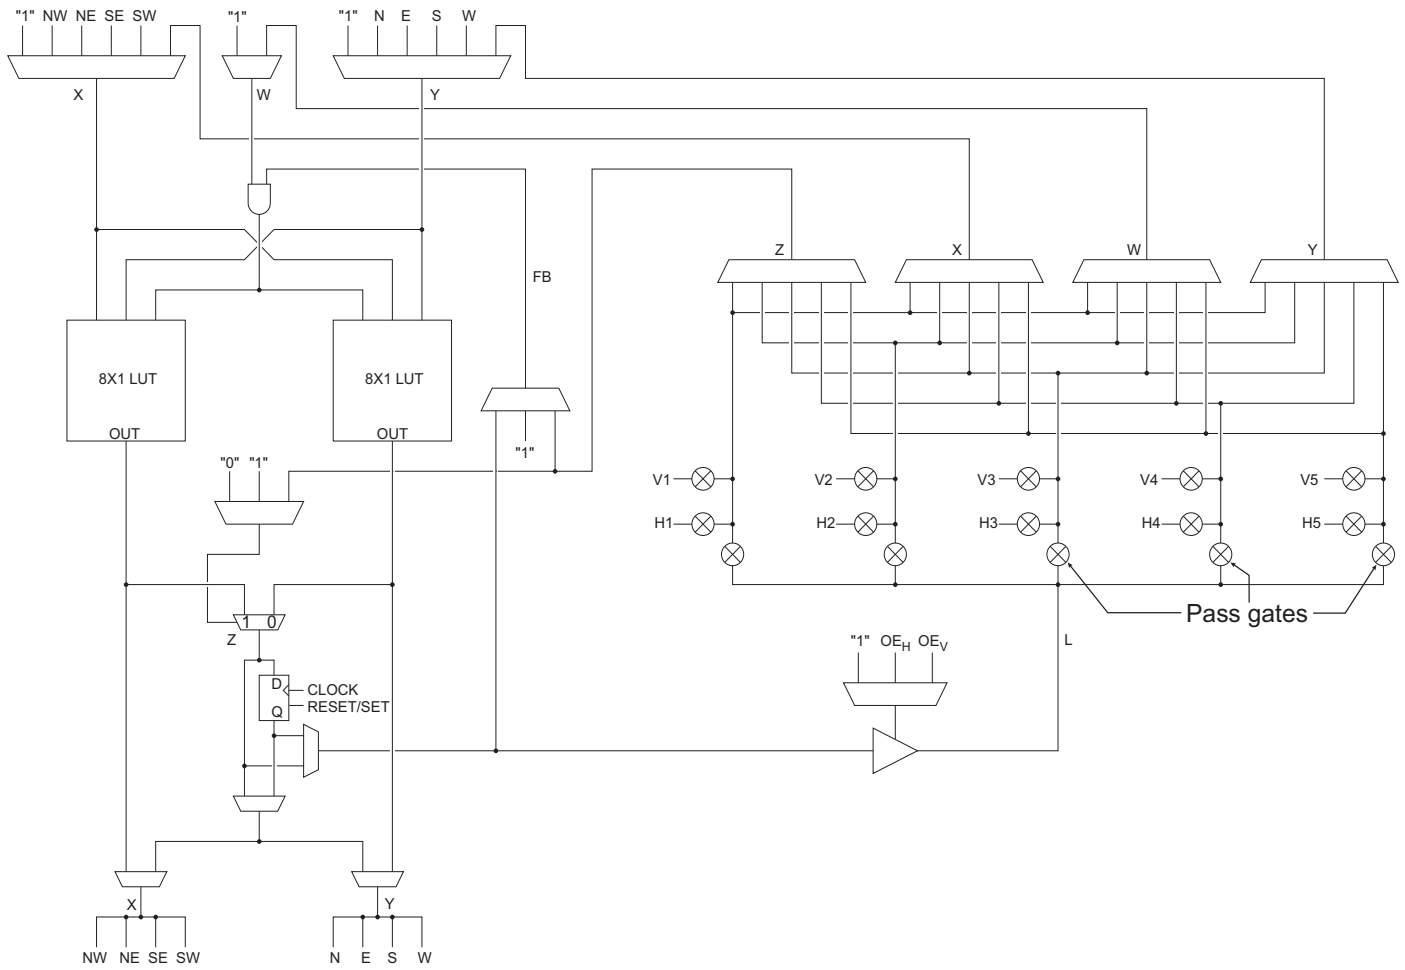 "1" NW NE SE SW "1" "1" N E S W
X W Y
Z X W Y
FB
8X1 LUT 8X1 LUT
OUT OUT
"1"
"0" "1"
V1 V2 V3 V4 V5
H1 H2 H3 H4 H5
Pass gates
1 0
Z
"1" OEH OEV
L
D
CLOCK
Q
RESET/SET
X Y
NW NE SE SW N E S W